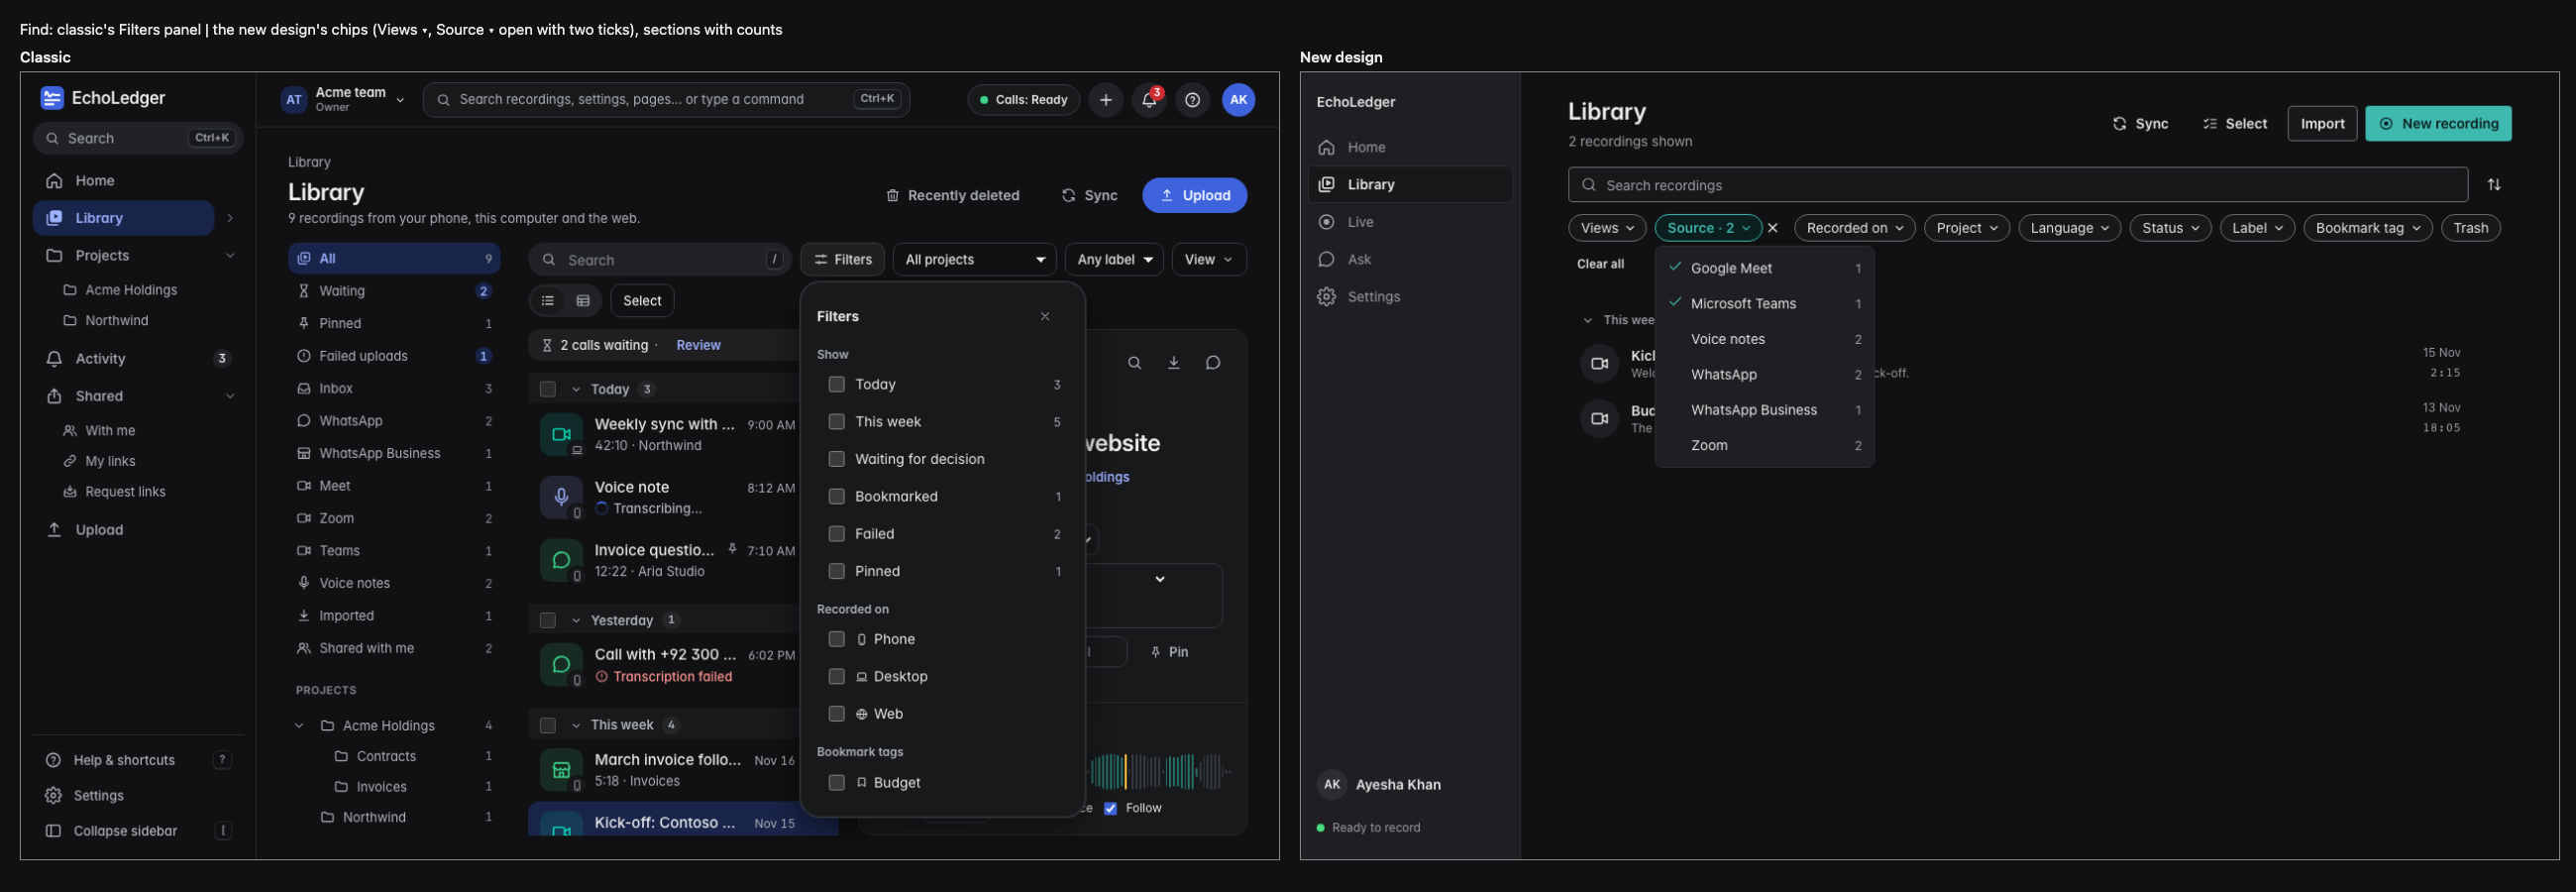 Find: classic's Filters panel | the new design's chips (Views ▾, Source ▾ open with two ticks), sections with counts
Classic
EchoLedger
Search Ctrl+K
Home
Library
Projects
Acme Holdings
Northwind
Activity 3
Shared
With me
My links
Request links
Upload
Help & shortcuts ?
Settings
Collapse sidebar [
AT Acme team
Owner
Search recordings, settings, pages... or type a command Ctrl+K
Calls: Ready
3
AK
Library
Library
9 recordings from your phone, this computer and the web.
Recently deleted
Sync
Upload
All 9
Waiting 2
Pinned 1
Failed uploads 1
Inbox 3
WhatsApp 2
WhatsApp Business 1
Meet 1
Zoom 2
Teams 1
Voice notes 2
Imported 1
Shared with me 2
PROJECTS
Acme Holdings 4
Contracts 1
Invoices 1
Northwind 1
Search /
Filters
All projects
Any label
View
Select
2 calls waiting · Review
Today 3
Weekly sync with ... 9:00 AM
42:10 · Northwind
Voice note 8:12 AM
Transcribing...
Invoice questio... 7:10 AM
12:22 · Aria Studio
Yesterday 1
Call with +92 300 ... 6:02 PM
Transcription failed
This week 4
March invoice follo... Nov 16
5:18 · Invoices
Kick-off: Contoso ... Nov 15
Filters
Show
Today 3
This week 5
Waiting for decision
Bookmarked 1
Failed 2
Pinned 1
Recorded on
Phone
Desktop
Web
Bookmark tags
Budget
website
oldings
Pin
ce Follow
New design
EchoLedger
Home
Library
Live
Ask
Settings
AK Ayesha Khan
Ready to record
Library
2 recordings shown
Sync
Select
Import
New recording
Search recordings
Views
Source · 2
Recorded on
Project
Language
Status
Label
Bookmark tag
Trash
Clear all
Google Meet 1
Microsoft Teams 1
Voice notes 2
WhatsApp 2
WhatsApp Business 1
Zoom 2
This wee
Kicl 15 Nov
Welc ck-off. 2:15
Bud 13 Nov
The 18:05